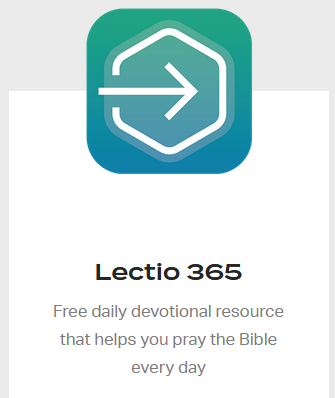 Lectio 365
Free daily devotional resource
that helps you pray the Bible
every day